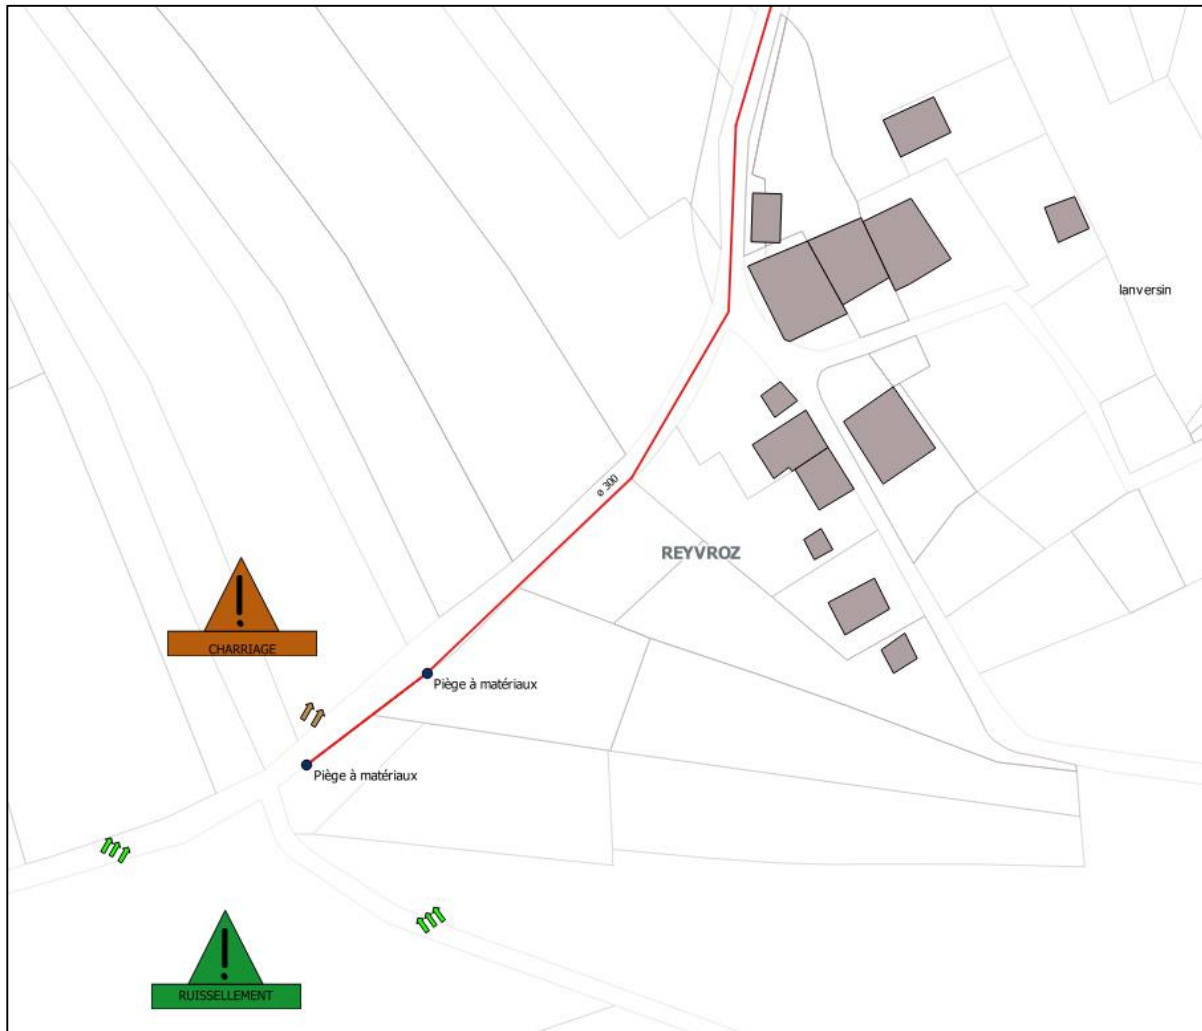 lanversin
ø 300
REYVROZ
CHARRIAGE
Piège à matériaux
Piège à matériaux
RUISSELLEMENT